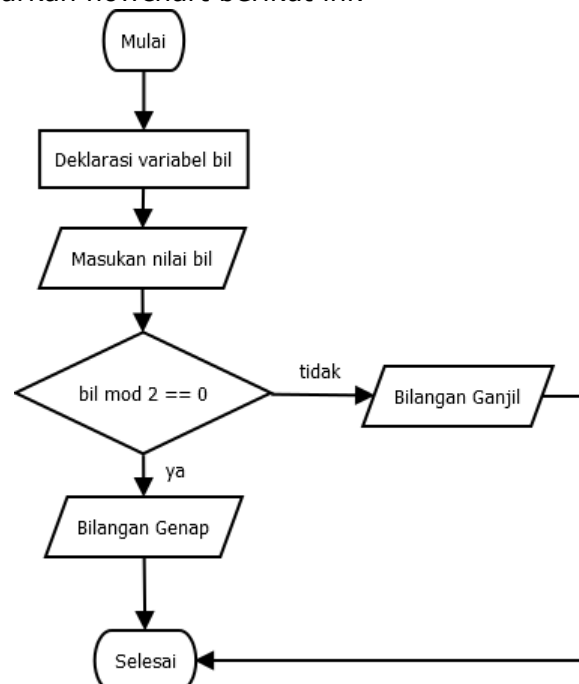 Mulai
Deklarasi variabel bil
Masukan nilai bil
bil mod 2 == 0
tidak
Bilangan Ganjil
ya
Bilangan Genap
Selesai